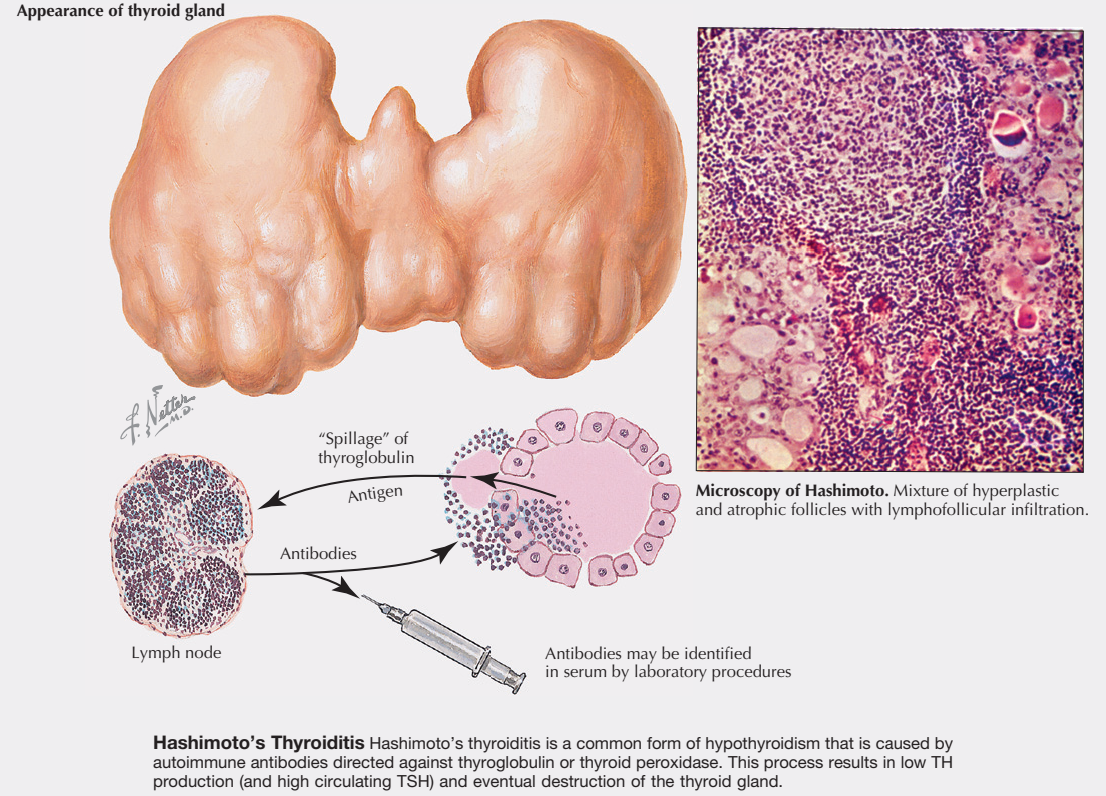 Appearance of thyroid gland
F. Netter
M.D.
“Spillage” of
thyroglobulin
Antigen
Antibodies
Lymph node
Microscopy of Hashimoto. Mixture of hyperplastic
and atrophic follicles with lymphofollicular infiltration.
Antibodies may be identified
in serum by laboratory procedures
Hashimoto’s Thyroiditis Hashimoto’s thyroiditis is a common form of hypothyroidism that is caused by
autoimmune antibodies directed against thyroglobulin or thyroid peroxidase. This process results in low TH
production (and high circulating TSH) and eventual destruction of the thyroid gland.